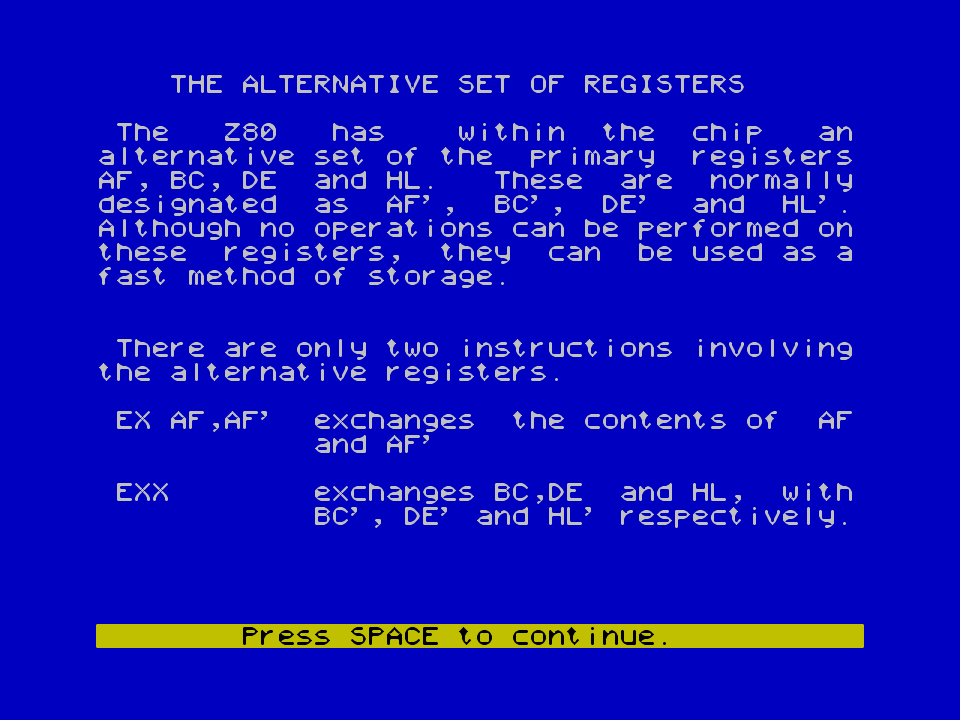 THE ALTERNATIVE SET OF REGISTERS
The Z80 has within the chip an
alternative set of the primary registers
AF, BC, DE and HL. These are normally
designated as AF', BC', DE' and HL'.
Although no operations can be performed on
these registers, they can be used as a
fast method of storage.
There are only two instructions involving
the alternative registers.
EX AF,AF' exchanges the contents of AF
and AF'
EXX exchanges BC,DE and HL, with
BC', DE' and HL' respectively.
Press SPACE to continue.